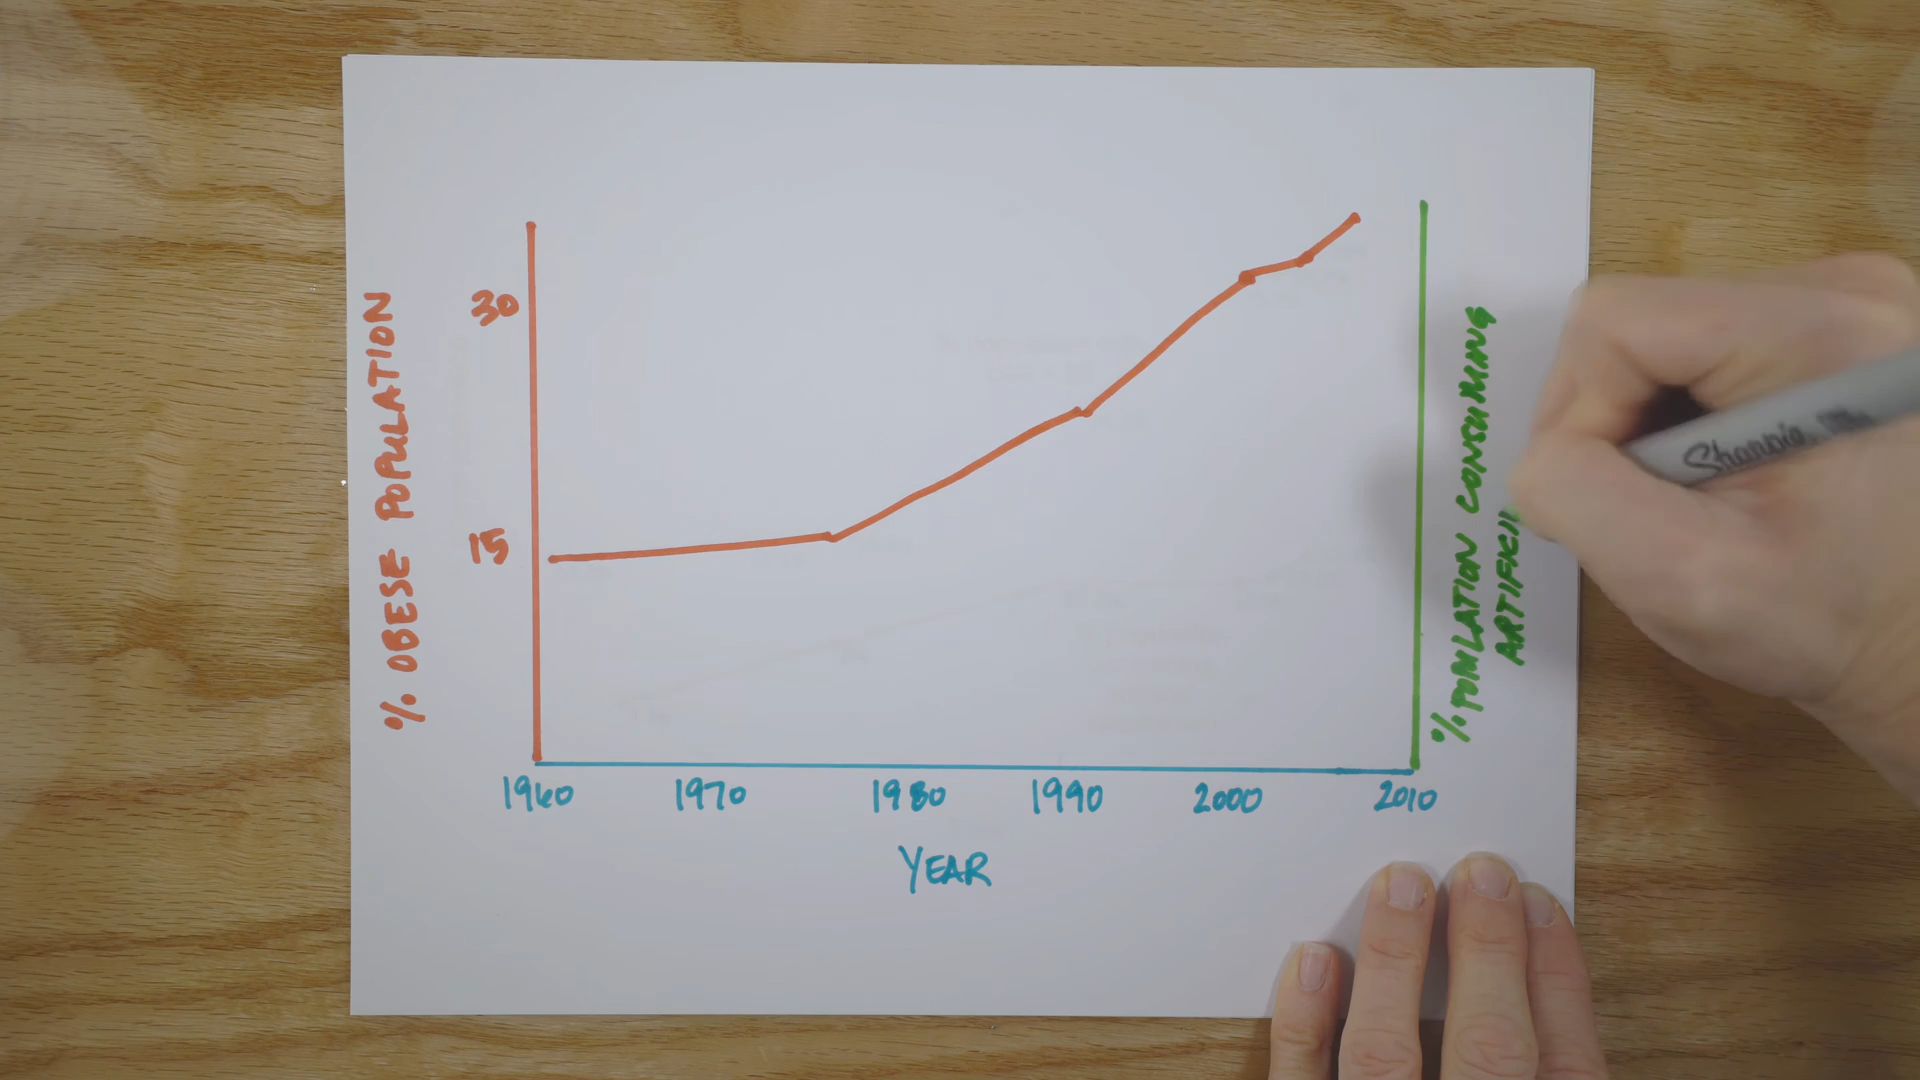 % OBESE POPULATION
30
15
1960 1970 1980 1990 2000 2010
YEAR
% POPULATION CONSUMING
Sharpie